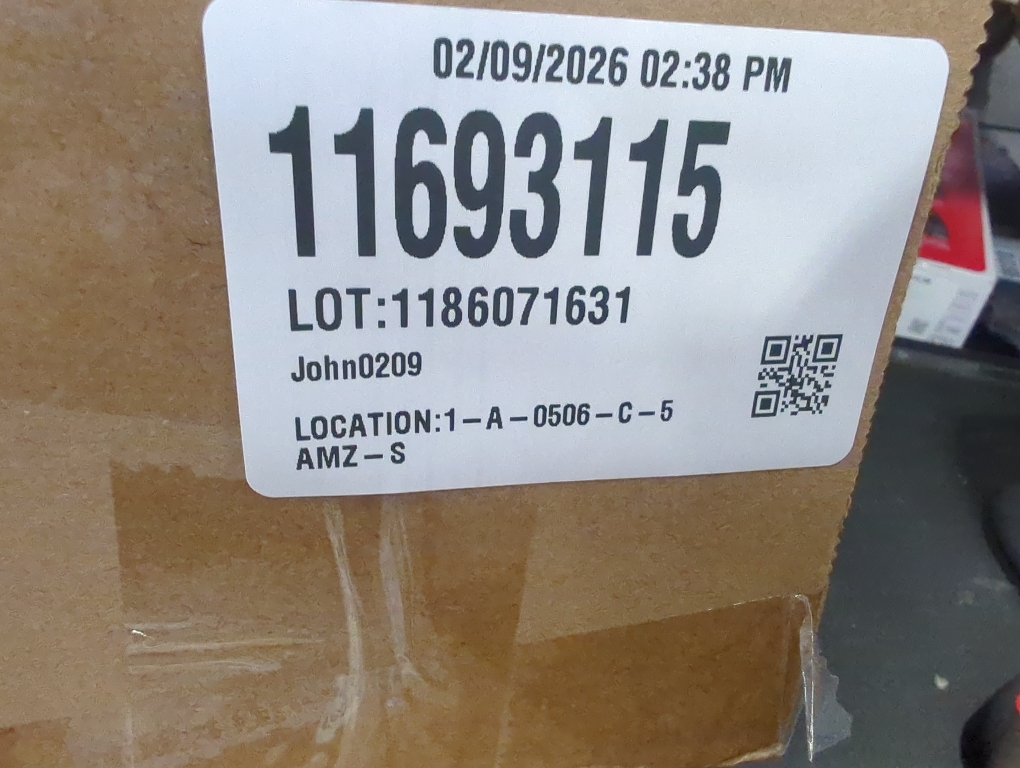 02/09/2026 02:38 PM
11693115
LOT:1186071631
John0209
LOCATION:1-A-0506-C-5
AMZ-S